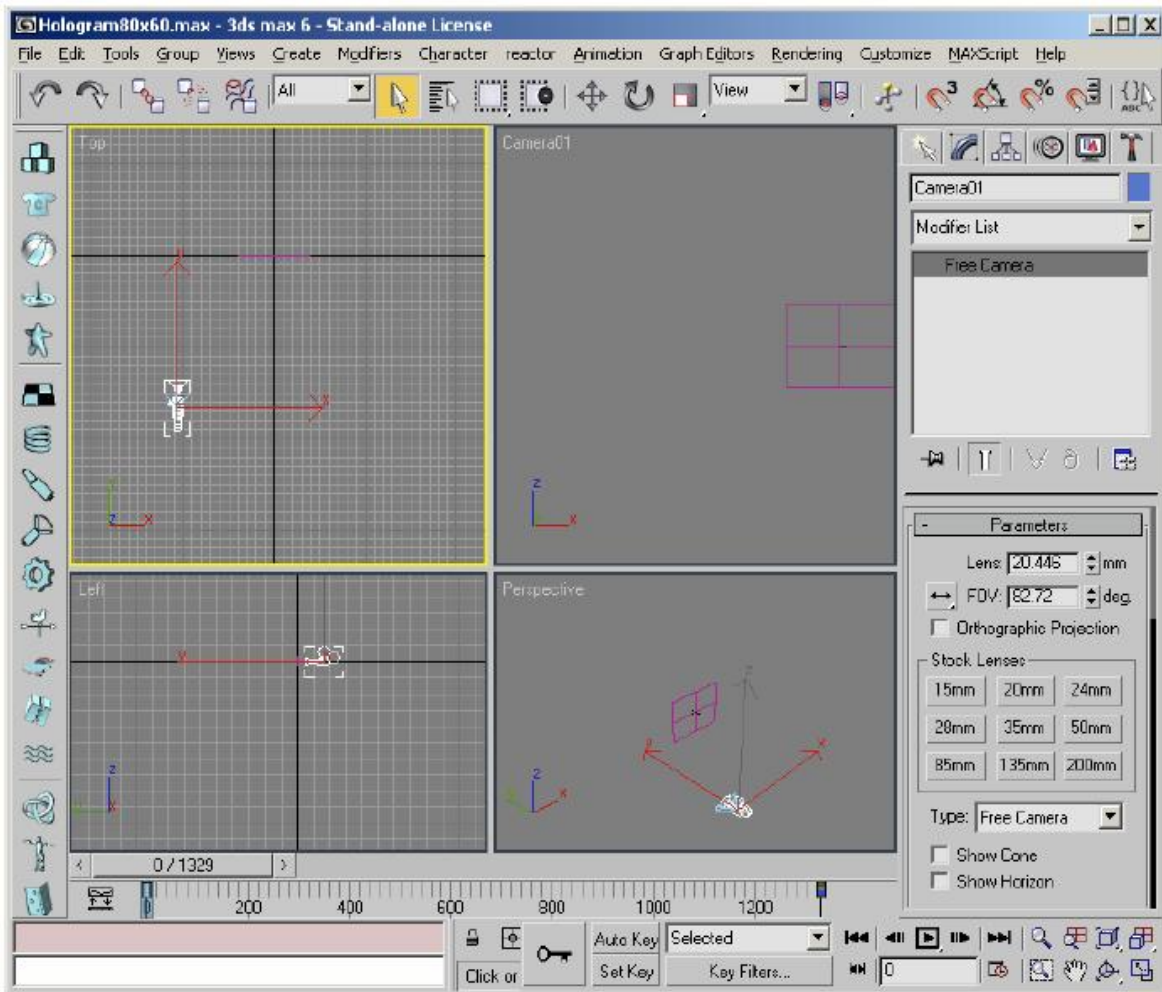 Hologram80x60.max - 3ds max 6 - Stand-alone License
File Edit Tools Group Views Create Modifiers Character reactor Animation Graph Editors Rendering Customize MAXScript Help
All View 3 % ABC
Top Camera01
Camera01
Modifier List
Free Camera
Parameters
Lens: 20.446 mm
FOV: 82.72 deg.
Orthographic Projection
Stock Lenses
15mm 20mm 24mm
28mm 35mm 50mm
85mm 135mm 200mm
Type: Free Camera
Show Cone
Show Horizon
Left Perspective
0 / 1329
0 200 400 600 800 1000 1200
Auto Key Selected
Click or Set Key Key Filters... 0